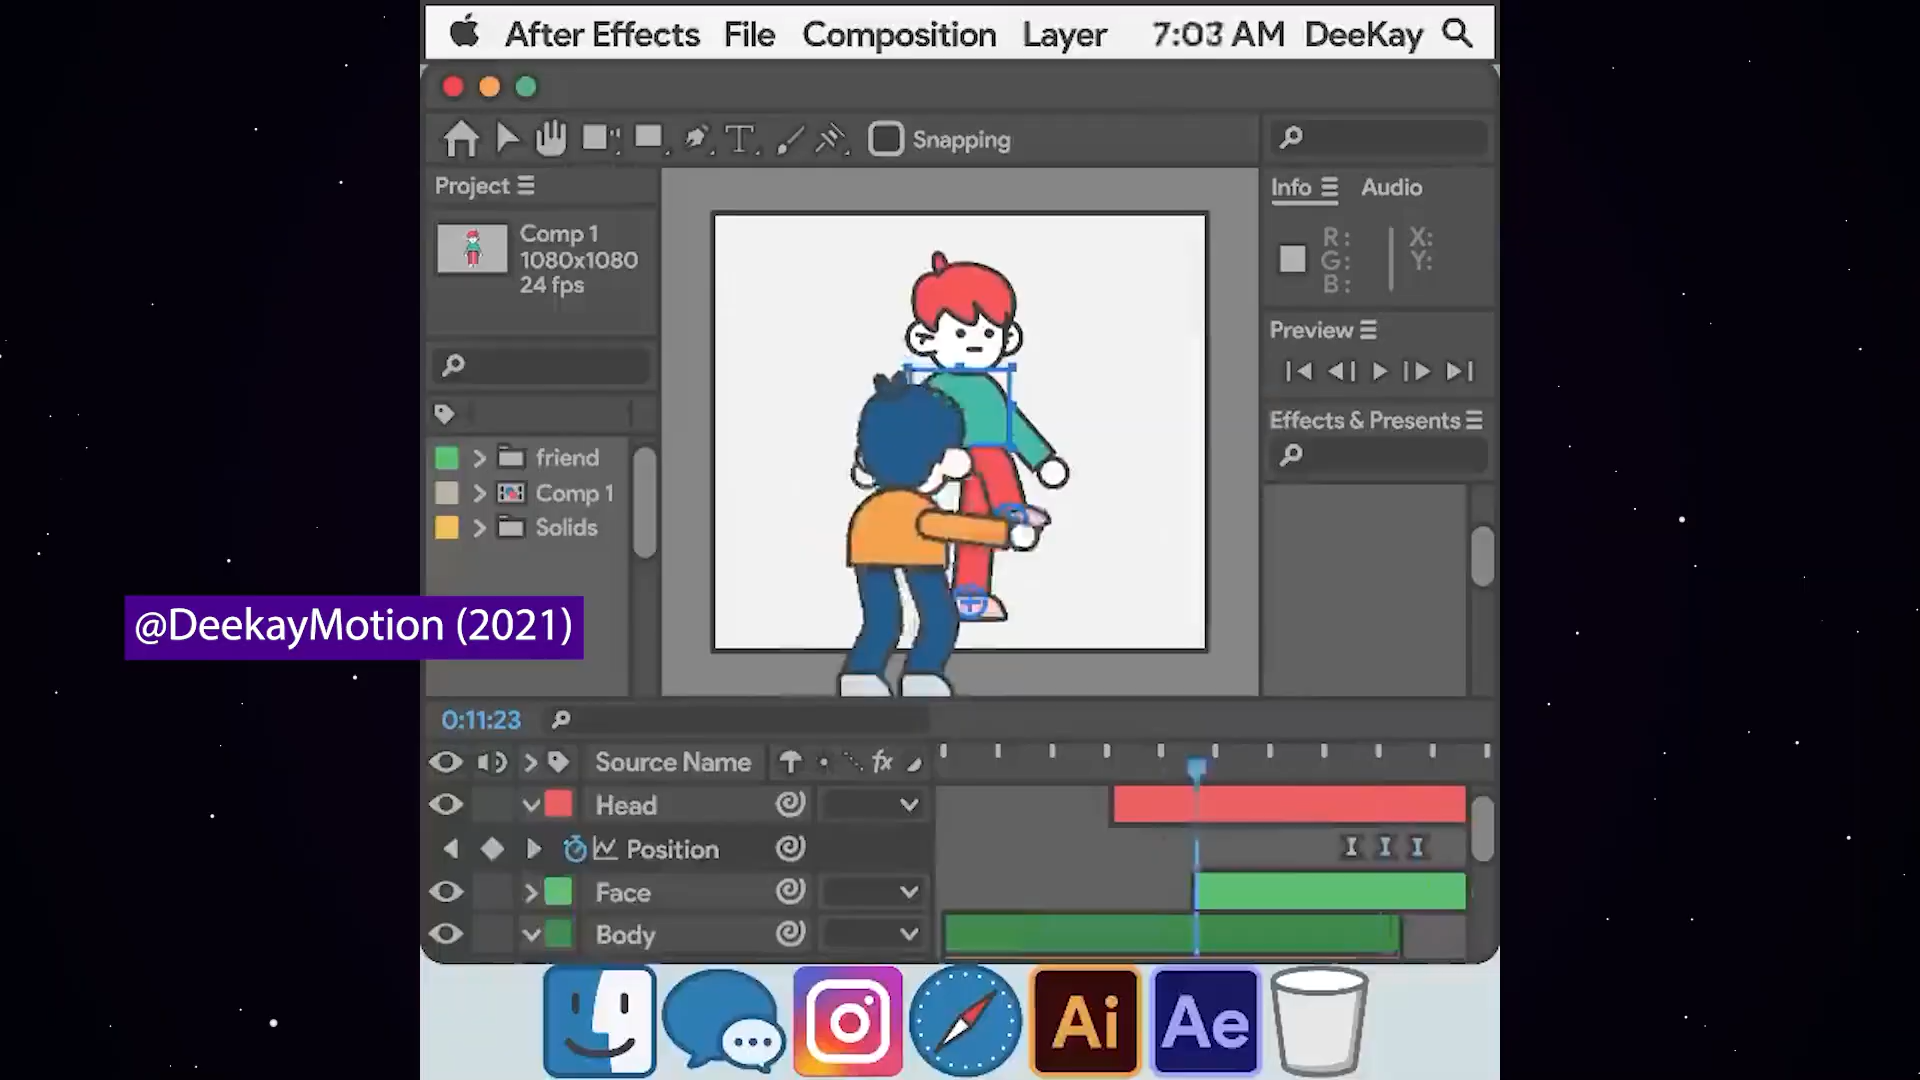 After Effects File Composition Layer 7:03 AM DeeKay
Snapping
Project
Comp 1
1080x1080
24 fps
Info Audio
R: X:
G: Y:
B:
Preview
Effects & Presents
friend
Comp 1
Solids
@DeekayMotion (2021)
0:11:23
Source Name fx
Head
Position
Face
Body
Ai Ae